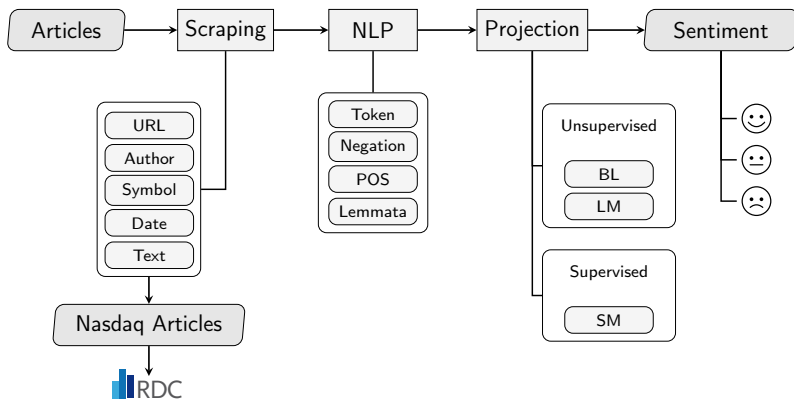 Articles
Scraping
NLP
Projection
Sentiment
URL
Author
Symbol
Date
Text
Token
Negation
POS
Lemmata
Unsupervised
BL
LM
Supervised
SM
Nasdaq Articles
RDC